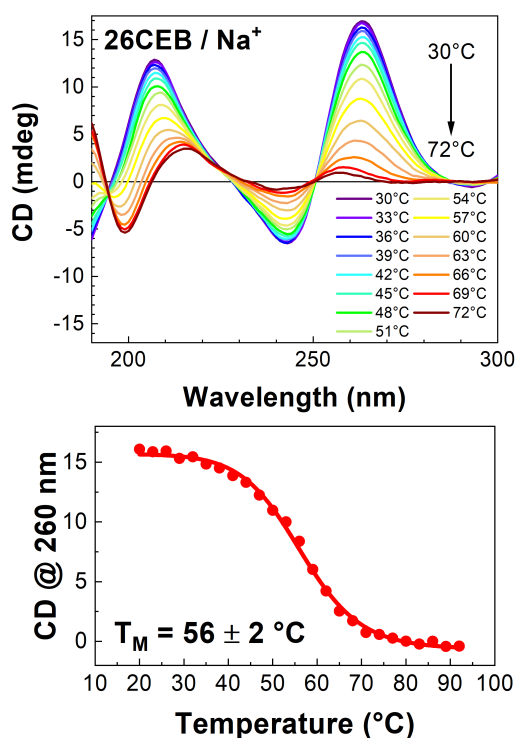 26CEB / Na⁺
30°C
72°C
15
10
5
0
-5
-10
-15
CD (mdeg)
30°C 54°C
33°C 57°C
36°C 60°C
39°C 63°C
42°C 66°C
45°C 69°C
48°C 72°C
51°C
200 250 300
Wavelength (nm)
15
10
5
0
CD @ 260 nm
T_M = 56 ± 2 °C
10 20 30 40 50 60 70 80 90 100
Temperature (°C)